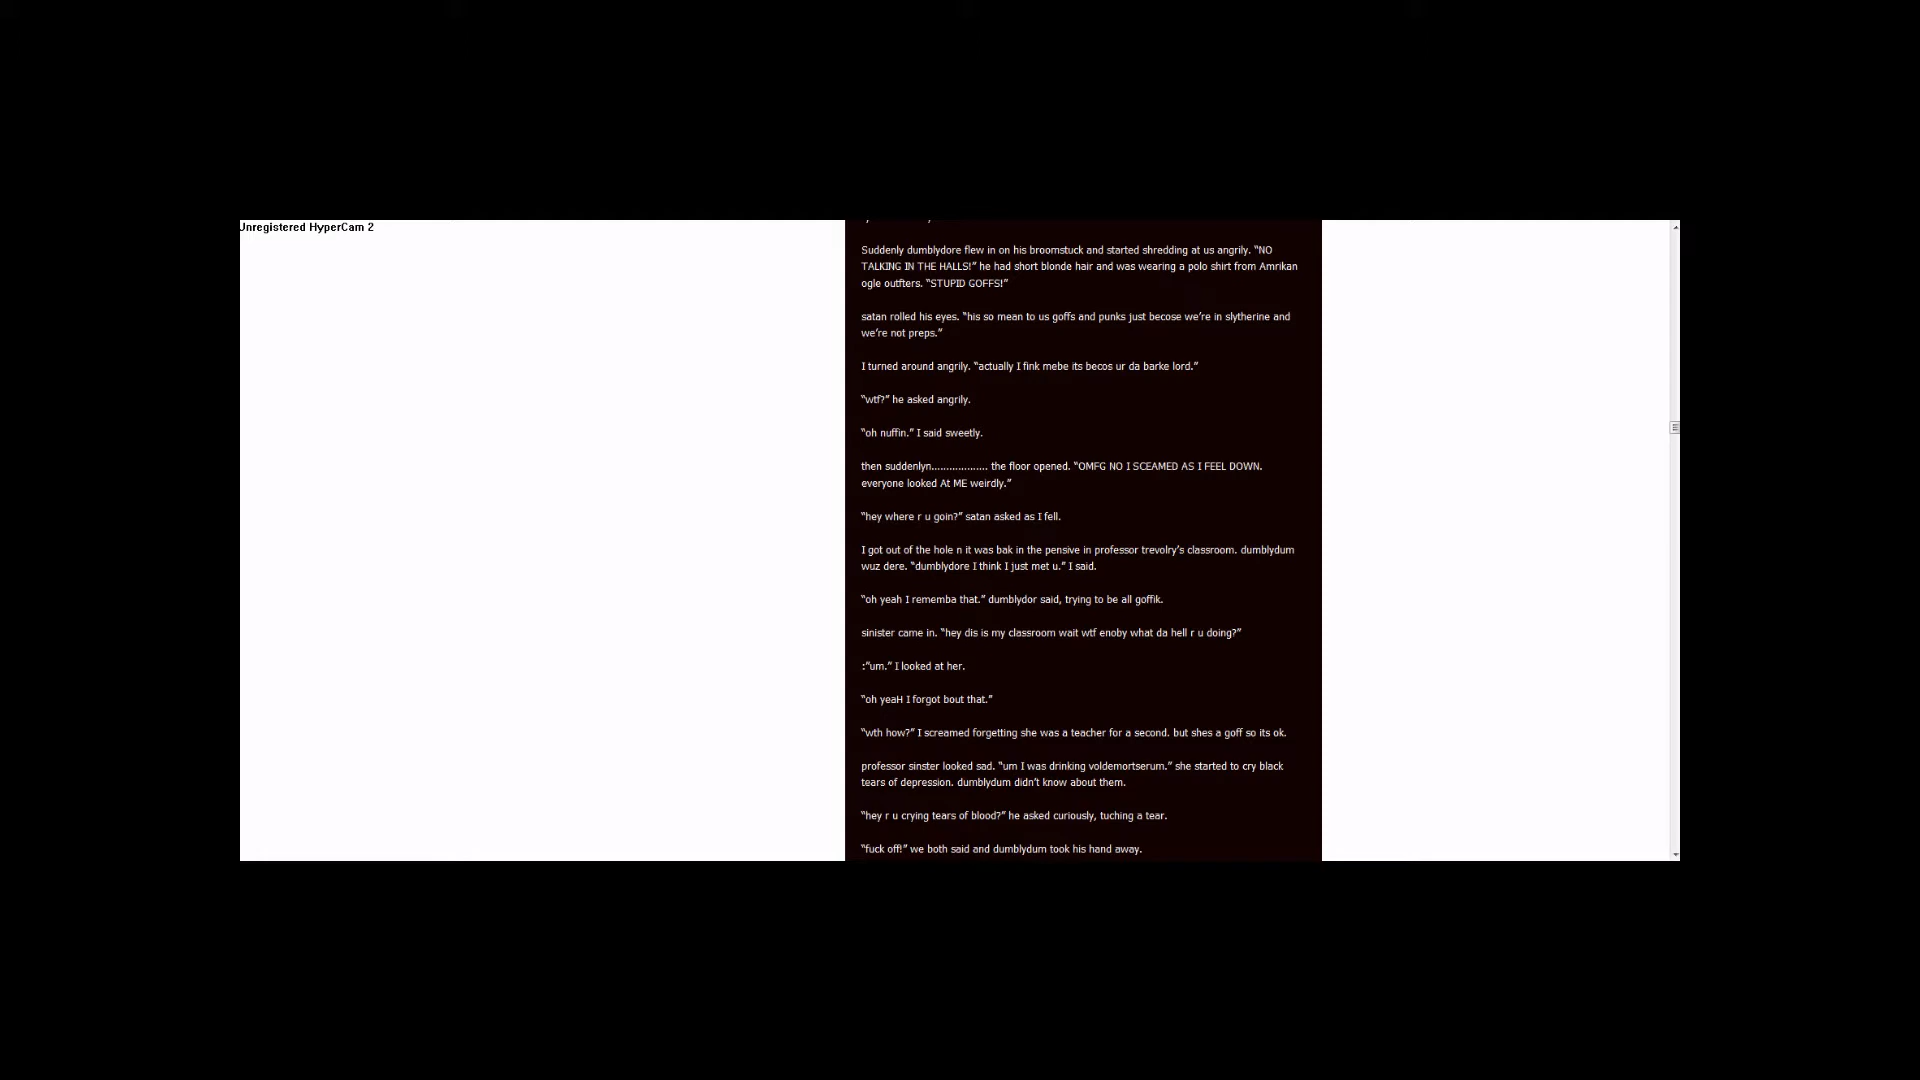 Unregistered HyperCam 2
Suddenly dumblydore flew in on his broomstuck and started shredding at us angrily. “NO
TALKING IN THE HALLS!” he had short blonde hair and was wearing a polo shirt from Amrikan
ogle outfters. “STUPID GOFFS!”
satan rolled his eyes. “his so mean to us goffs and punks just becose we’re in slytherine and
we’re not preps.”
I turned around angrily. “actually I fink mebe its becos ur da barke lord.”
“wtf?” he asked angrily.
“oh nuffin.” I said sweetly.
then suddenlyn................... the floor opened. “OMFG NO I SCEAMED AS I FEEL DOWN.
everyone looked At ME weirdly.”
“hey where r u goin?” satan asked as I fell.
I got out of the hole n it was bak in the pensive in professor trevolry’s classroom. dumblydum
wuz dere. “dumblydore I think I just met u.” I said.
“oh yeah I rememba that.” dumblydor said, trying to be all goffik.
sinister came in. “hey dis is my classroom wait wtf enoby what da hell r u doing?”
:”um.” I looked at her.
“oh yeaH I forgot bout that.”
“wth how?” I screamed forgetting she was a teacher for a second. but shes a goff so its ok.
professor sinster looked sad. “um I was drinking voldemortserum.” she started to cry black
tears of depression. dumblydum didn’t know about them.
“hey r u crying tears of blood?” he asked curiously, tuching a tear.
“fuck off!” we both said and dumblydum took his hand away.